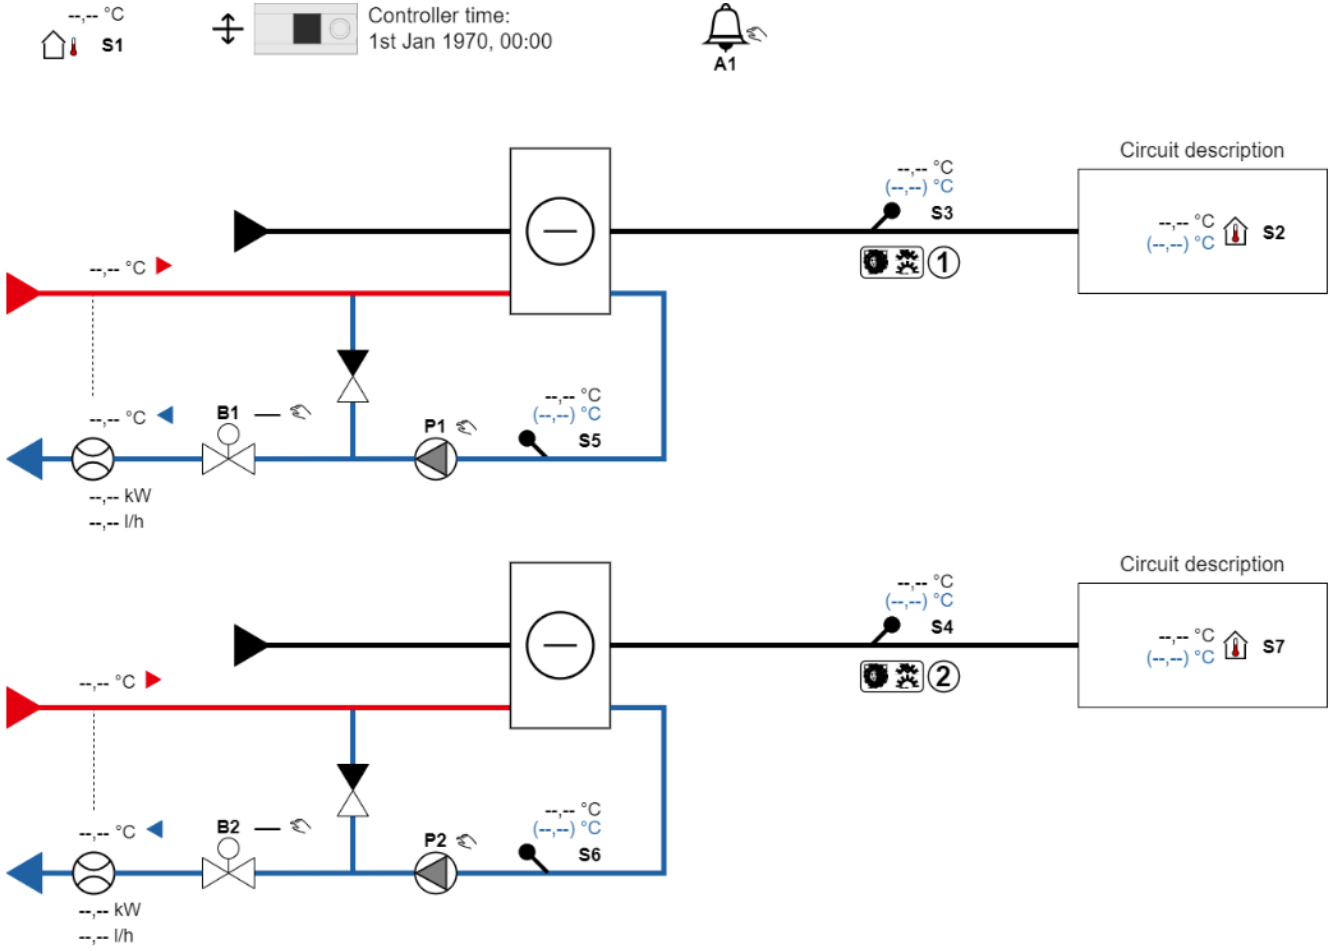 --,-- °C
S1
Controller time:
1st Jan 1970, 00:00
A1
Circuit description
--,-- °C
(--,--) °C
S3
--,-- °C
(--,--) °C
S2
1
--,-- °C
--,-- °C
B1
P1
--,-- °C
(--,--) °C
S5
--,-- kW
--,-- l/h
Circuit description
--,-- °C
(--,--) °C
S4
--,-- °C
(--,--) °C
S7
2
--,-- °C
--,-- °C
B2
P2
--,-- °C
(--,--) °C
S6
--,-- kW
--,-- l/h